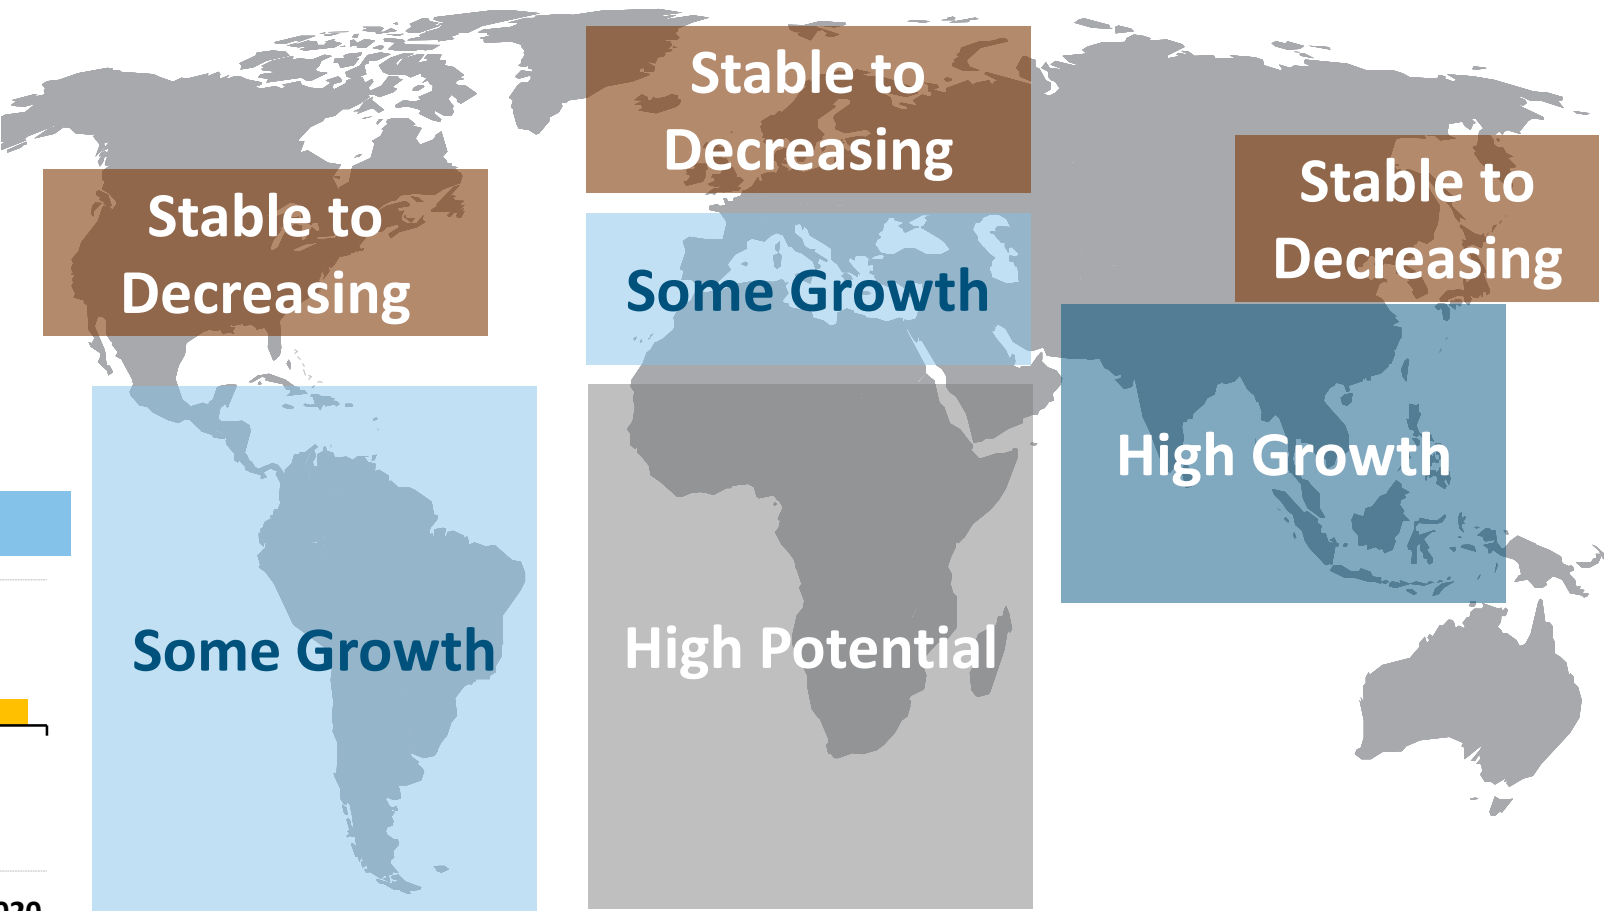 Stable to
Decreasing
Stable to
Decreasing
Stable to
Decreasing
Some Growth
High Growth
Some Growth
High Potential